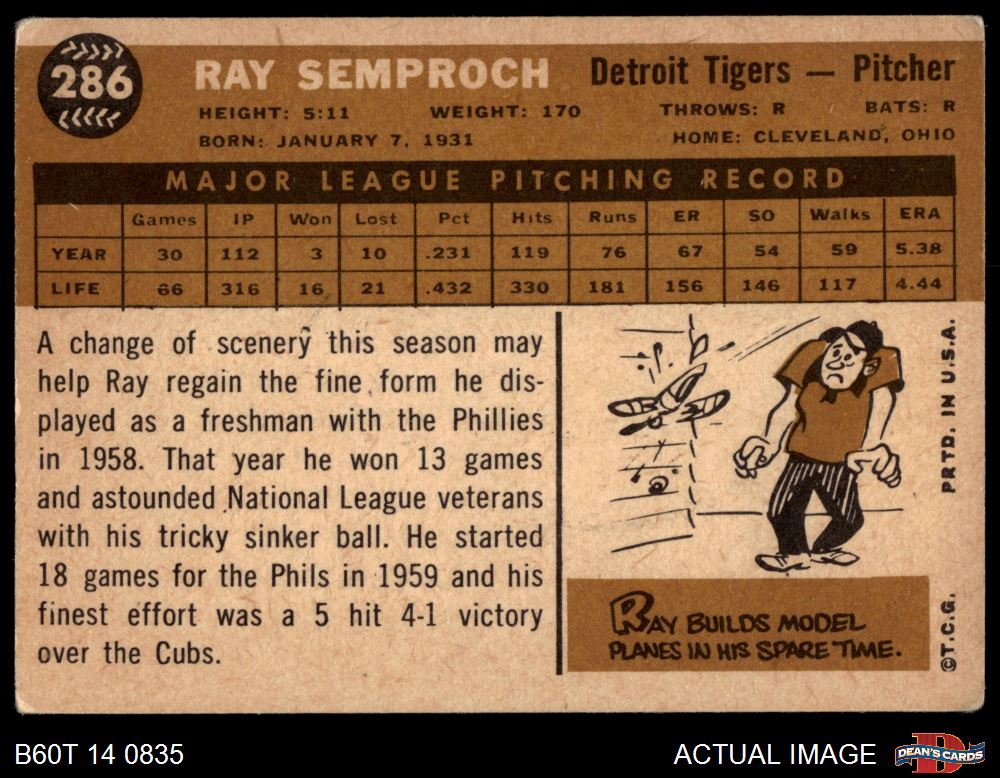 286
RAY SEMPROCH Detroit Tigers — Pitcher
HEIGHT: 5:11 WEIGHT: 170 THROWS: R BATS: R
BORN: JANUARY 7, 1931 HOME: CLEVELAND, OHIO
MAJOR LEAGUE PITCHING RECORD
Games IP Won Lost Pct Hits Runs ER SO Walks ERA
YEAR 30 112 3 10 .231 119 76 67 54 59 5.38
LIFE 66 316 16 21 .432 330 181 156 146 117 4.44
A change of scenery this season may
help Ray regain the fine form he dis-
played as a freshman with the Phillies
in 1958. That year he won 13 games
and astounded National League veterans
with his tricky sinker ball. He started
18 games for the Phils in 1959 and his
finest effort was a 5 hit 4-1 victory
over the Cubs.
RAY BUILDS MODEL
PLANES IN HIS SPARE TIME.
PRTD. IN U.S.A.
©T.C.G.
B60T 14 0835
ACTUAL IMAGE
DEAN'S CARDS